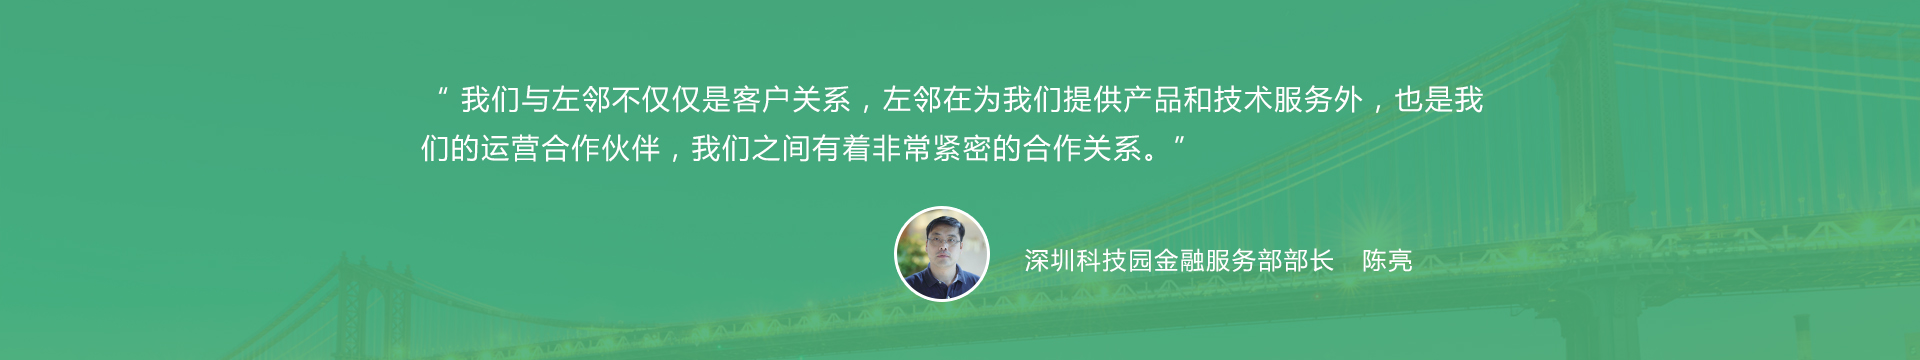 “ 我们与左邻不仅仅是客户关系，左邻在为我们提供产品和技术服务外，也是我
们的运营合作伙伴，我们之间有着非常紧密的合作关系。”
深圳科技园金融服务部部长　陈亮